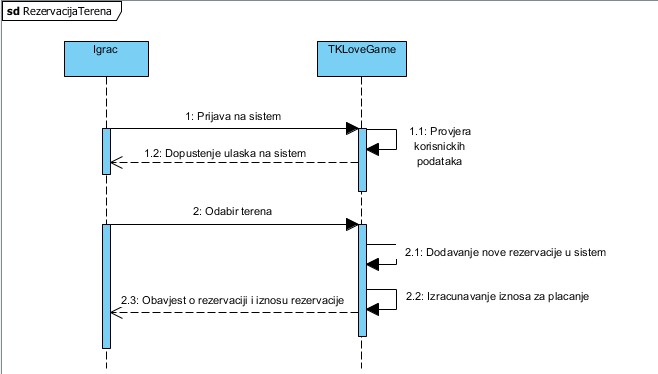 sd RezervacijaTerena
Igrac
TKLoveGame
1: Prijava na sistem
1.1: Provjera
korisnickih
podataka
1.2: Dopustenje ulaska na sistem
2: Odabir terena
2.1: Dodavanje nove rezervacije u sistem
2.2: Izracunavanje iznosa za placanje
2.3: Obavjest o rezervaciji i iznosu rezervacije